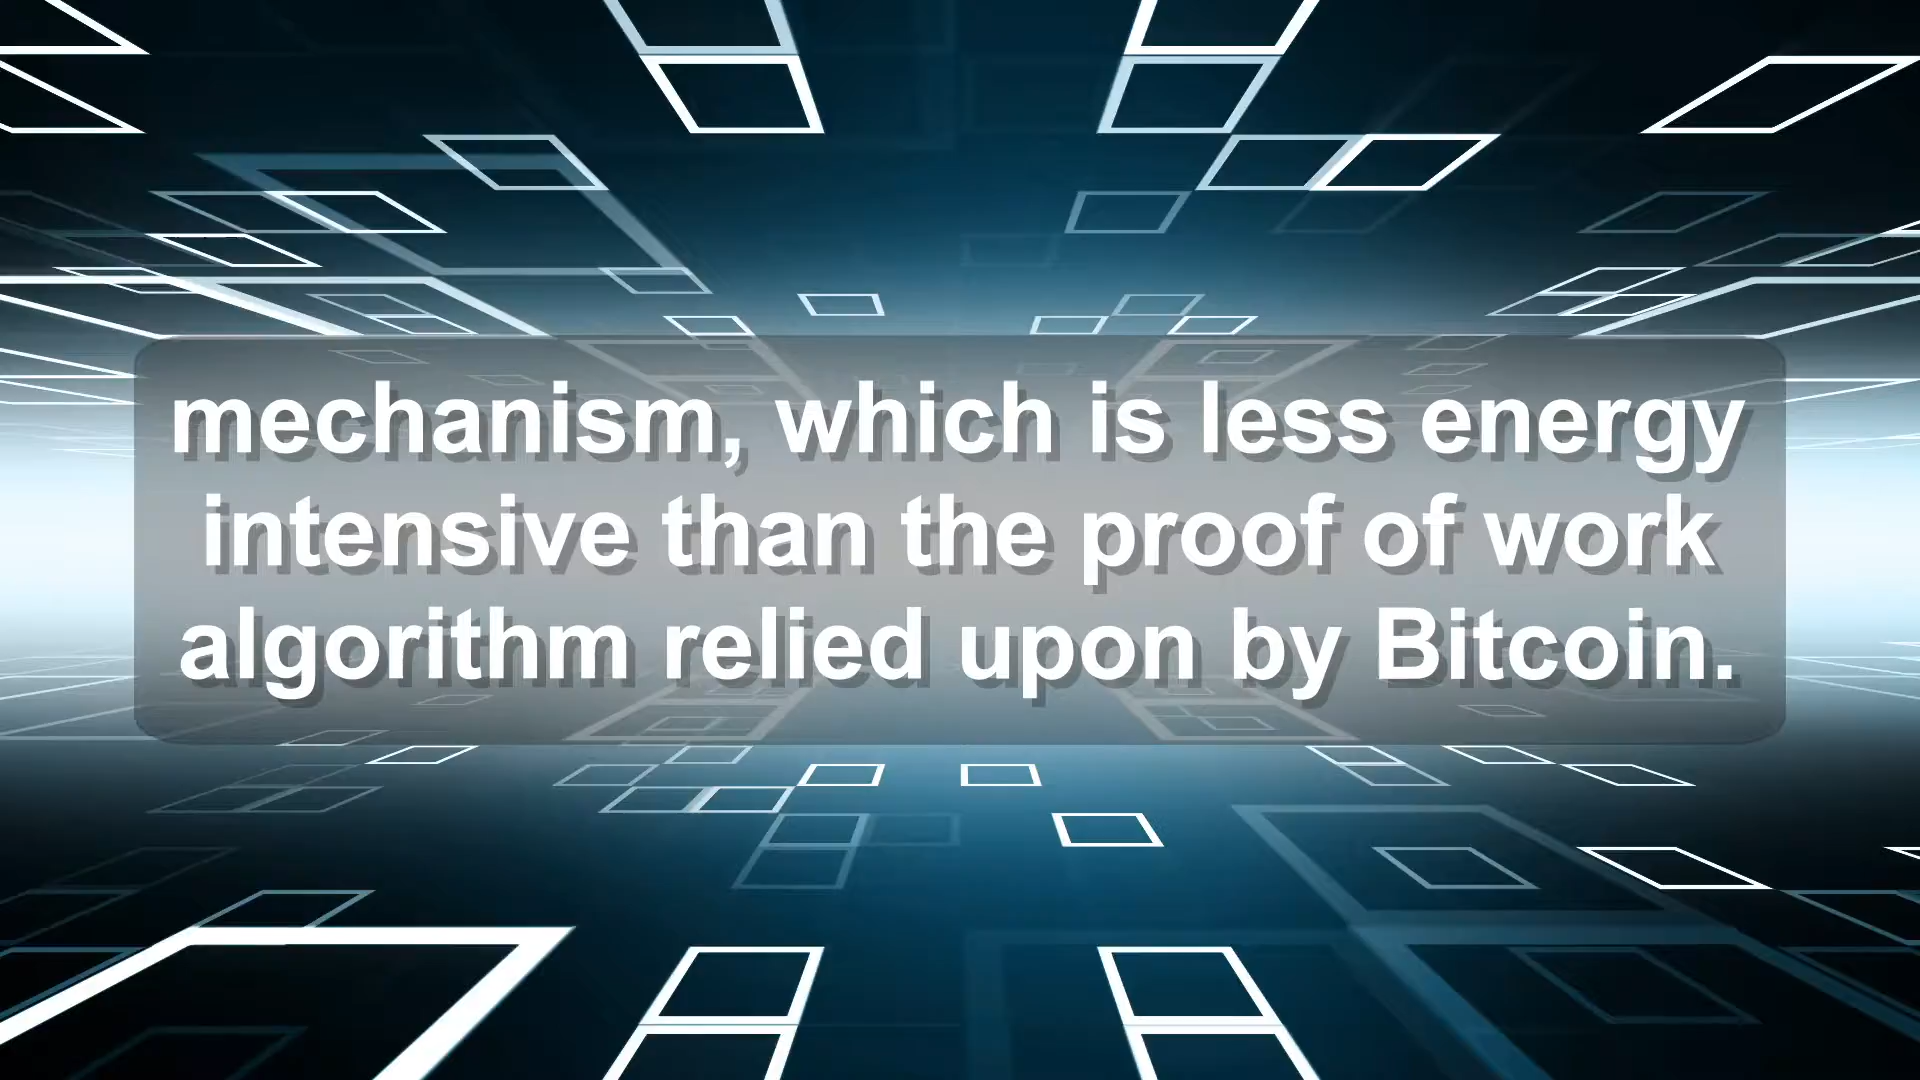 mechanism, which is less energy
intensive than the proof of work
algorithm relied upon by Bitcoin.